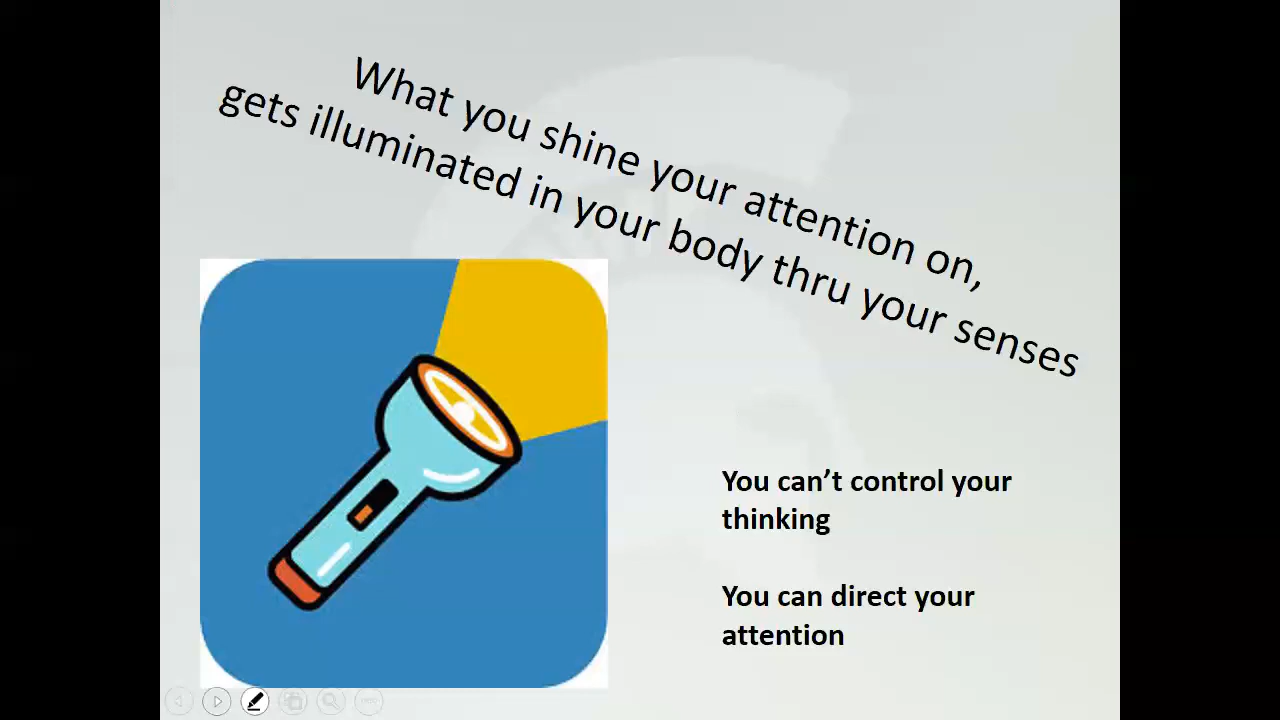 What you shine your attention on,
gets illuminated in your body thru your senses
You can’t control your
thinking
You can direct your
attention